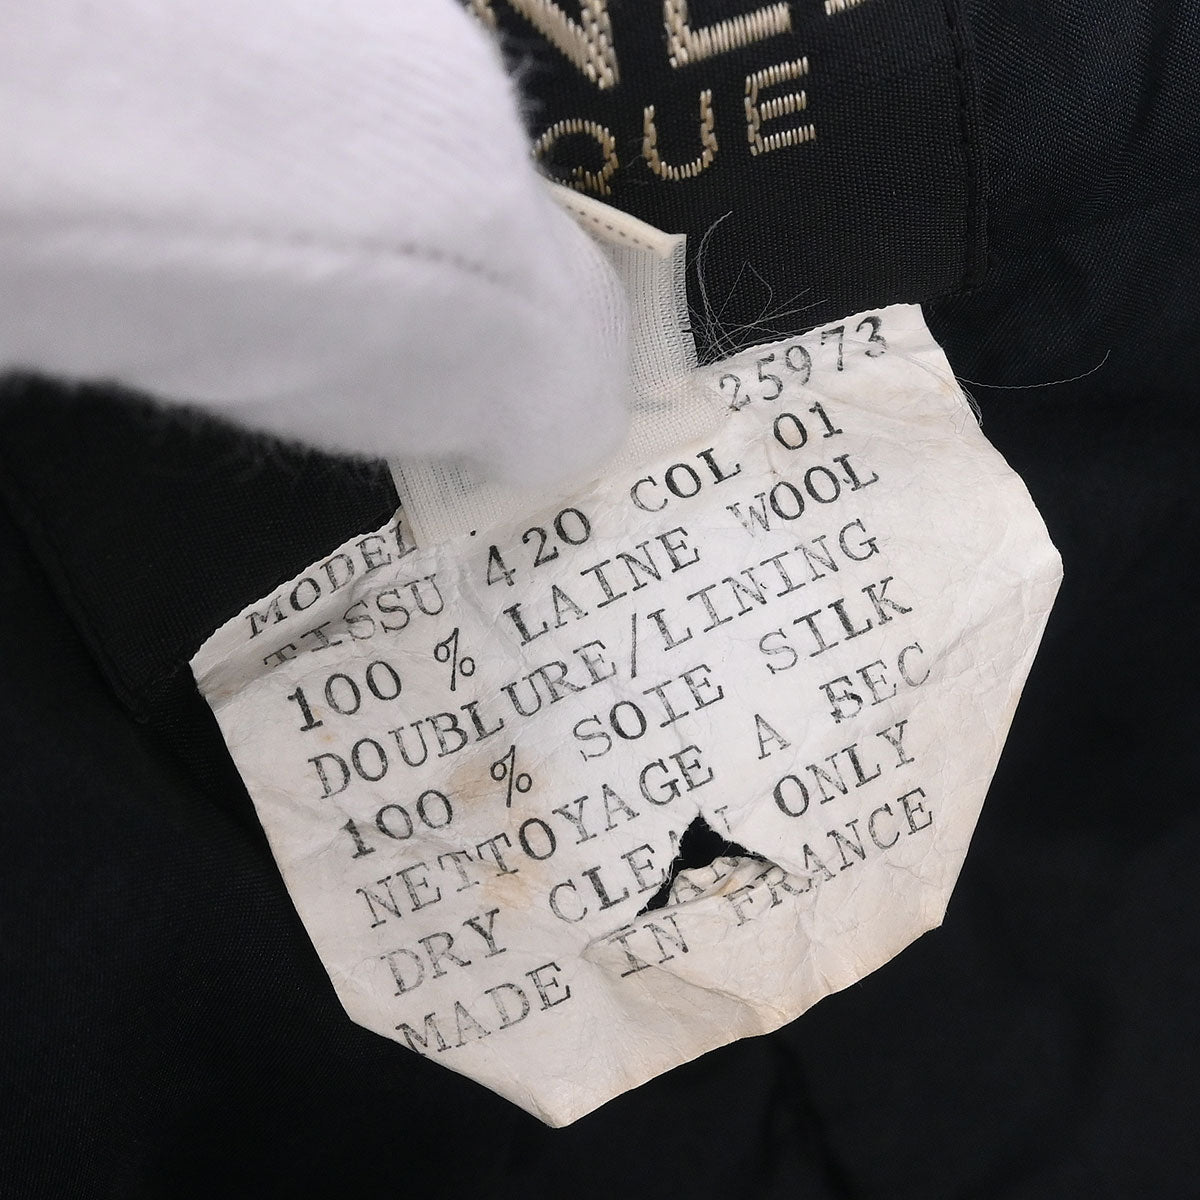 QUE
MODEL 25973
TISSU 420 COL 01
100 % LAINE WOOL
DOUBLURE/LINING
100 % SOIE SILK
NETTOYAGE A SEC
DRY CLEAN ONLY
MADE IN FRANCE